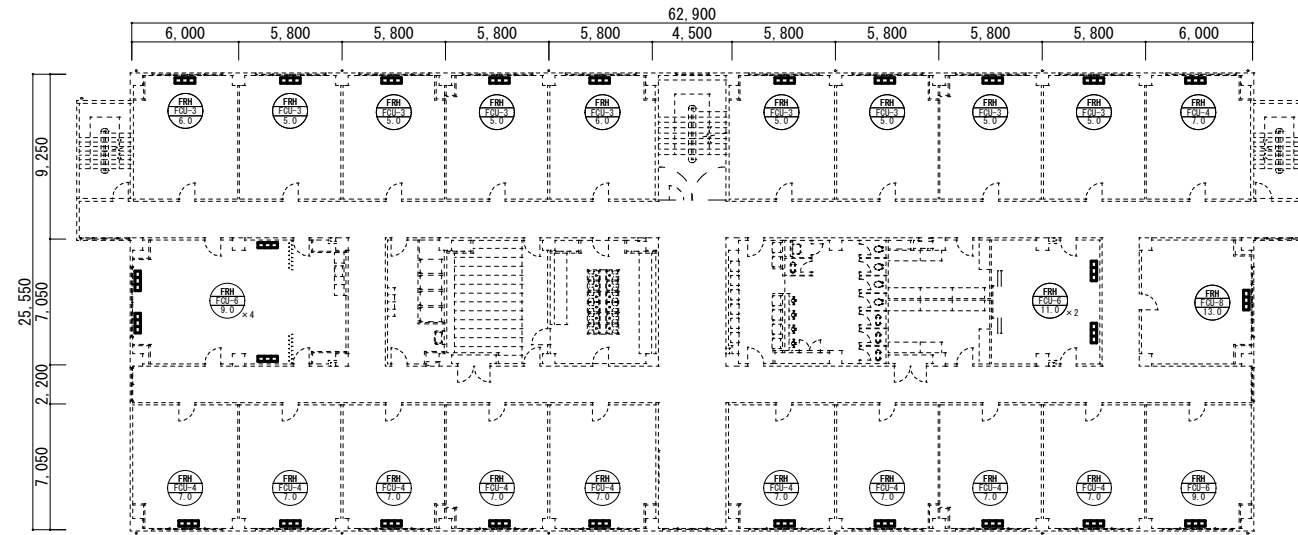 62,900
6,000 5,800 5,800 5,800 5,800 4,500 5,800 5,800 5,800 5,800 6,000
FRH FRH FRH FRH FRH FRH FRH FRH FRH FRH
FCU-3 FCU-3 FCU-3 FCU-3 FCU-3 FCU-3 FCU-3 FCU-3 FCU-3 FCU-4
6.0 5.0 5.0 5.0 6.0 5.0 5.0 5.0 5.0 7.0
9,250
25,550
7,050
FRH FRH FRH
FCU-6 FCU-6 FCU-8
9.0 ×4 11.0 ×2 13.0
2,200
7,050
FRH FRH FRH FRH FRH FRH FRH FRH FRH FRH
FCU-4 FCU-4 FCU-4 FCU-4 FCU-4 FCU-4 FCU-4 FCU-4 FCU-4 FCU-6
7.0 7.0 7.0 7.0 7.0 7.0 7.0 7.0 7.0 9.0